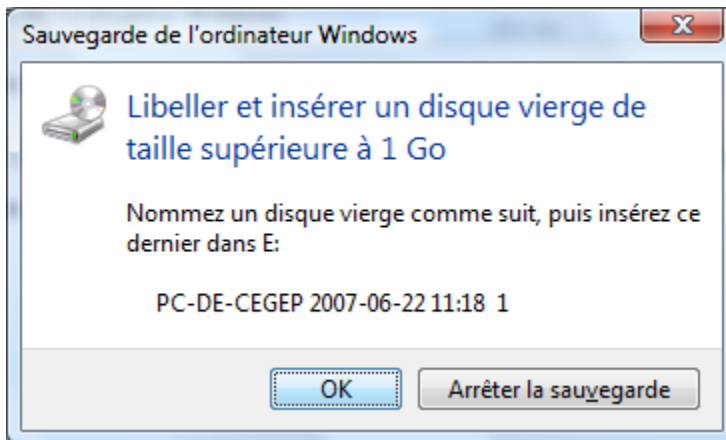 Sauvegarde de l'ordinateur Windows
Libeller et insérer un disque vierge de
taille supérieure à 1 Go
Nommez un disque vierge comme suit, puis insérez ce
dernier dans E:
PC-DE-CEGEP 2007-06-22 11:18 1
OK
Arrêter la sauvegarde